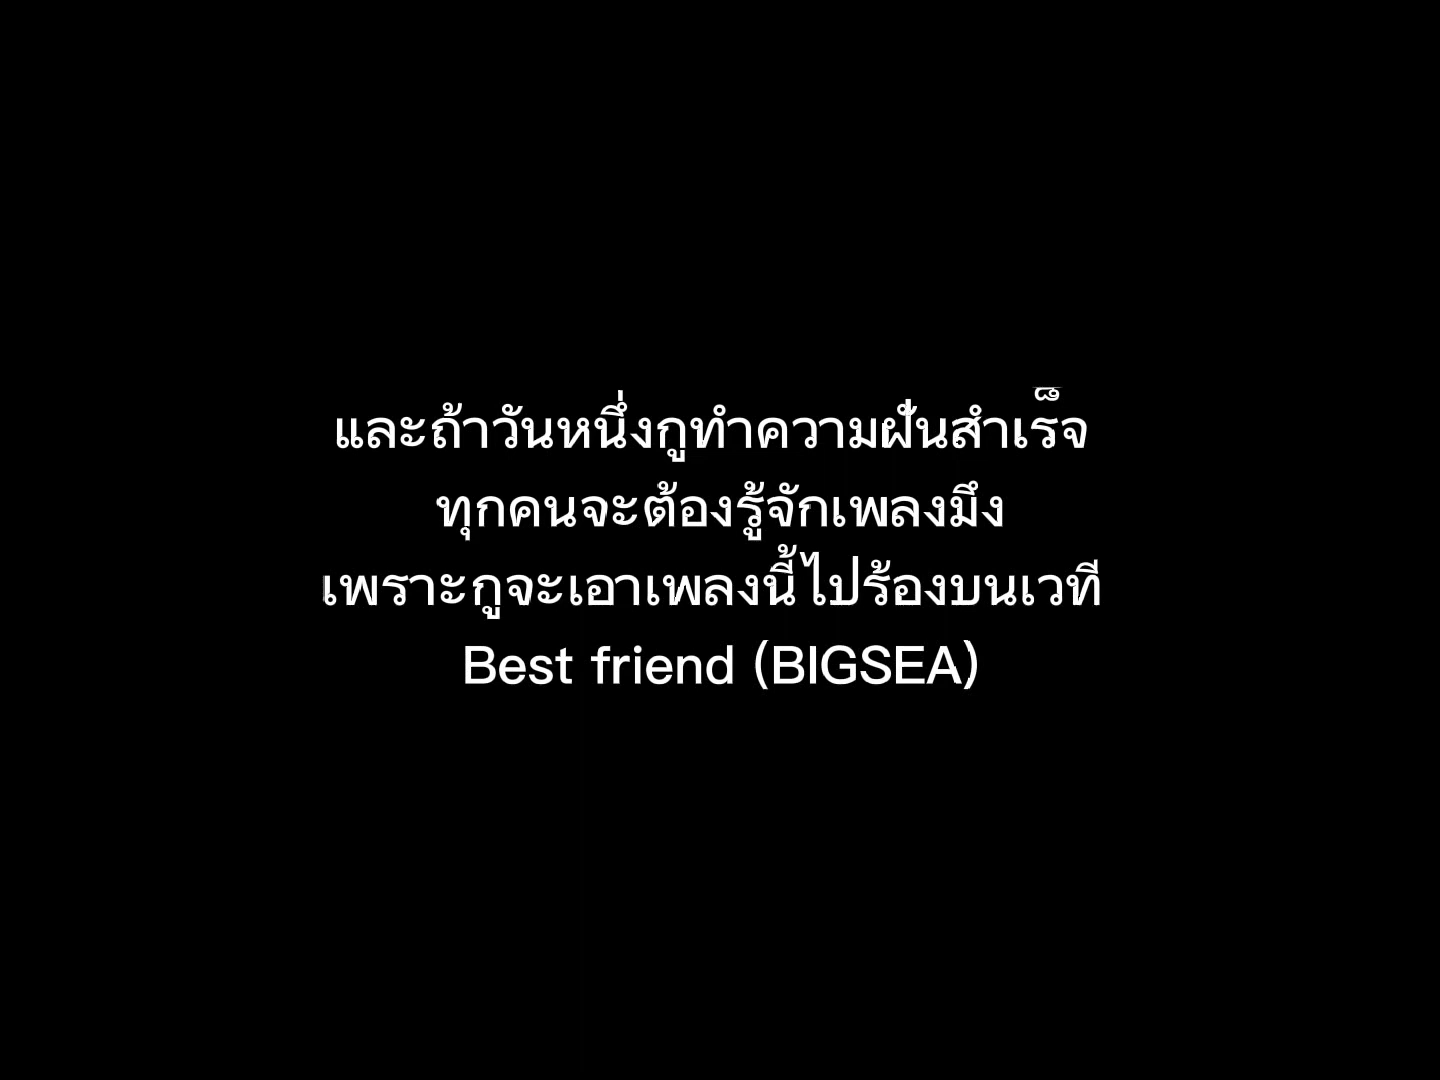 และถ้าวันหนึ่งกูทำความฝันสำเร็จ
ทุกคนจะต้องรู้จักเพลงมึง
เพราะกูจะเอาเพลงนี้ไปร้องบนเวที
Best friend (BIGSEA)